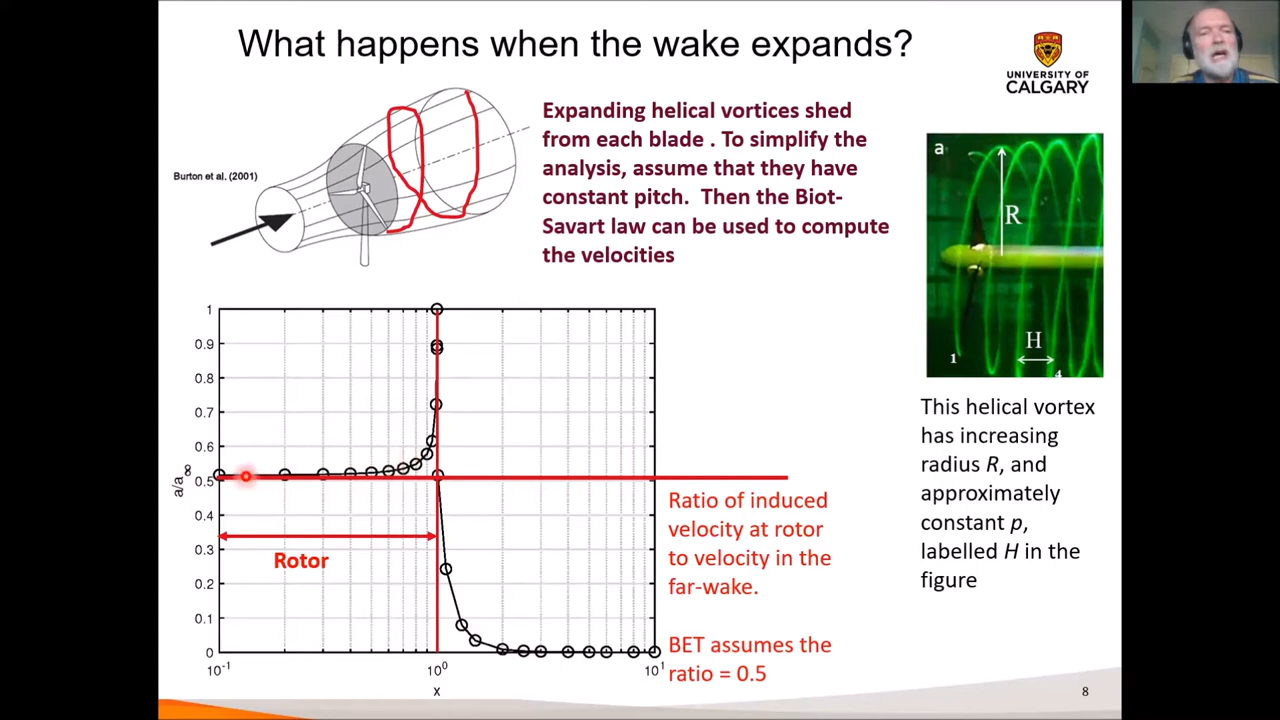 What happens when the wake expands?
UNIVERSITY OF
CALGARY
Burton et al. (2001)
Expanding helical vortices shed
from each blade . To simplify the
analysis, assume that they have
constant pitch. Then the Biot-
Savart law can be used to compute
the velocities
a
R
H
1
4
This helical vortex
has increasing
radius R, and
approximately
constant p,
labelled H in the
figure
1
0.9
0.8
0.7
0.6
0.5
0.4
0.3
0.2
0.1
0
a/a∞
10⁻¹
10⁰
10¹
x
Rotor
Ratio of induced
velocity at rotor
to velocity in the
far-wake.
BET assumes the
ratio = 0.5
8